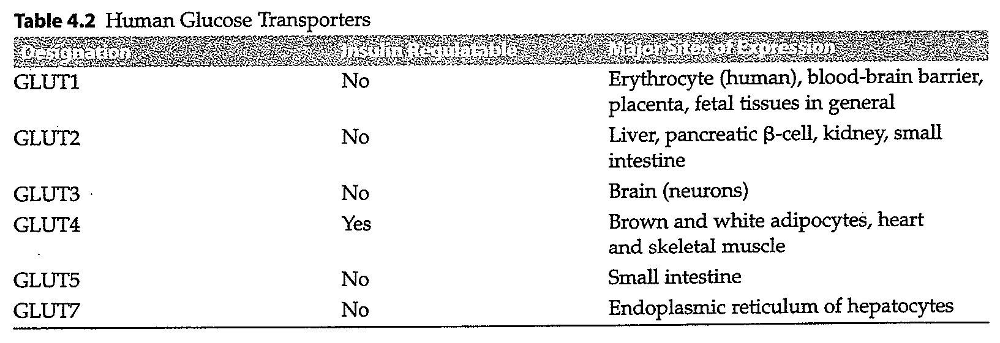 Table 4.2 Human Glucose Transporters
Designation Insulin Regulatable Major Sites of Expression
GLUT1 No Erythrocyte (human), blood-brain barrier,
placenta, fetal tissues in general
GLUT2 No Liver, pancreatic β-cell, kidney, small
intestine
GLUT3 No Brain (neurons)
GLUT4 Yes Brown and white adipocytes, heart
and skeletal muscle
GLUT5 No Small intestine
GLUT7 No Endoplasmic reticulum of hepatocytes